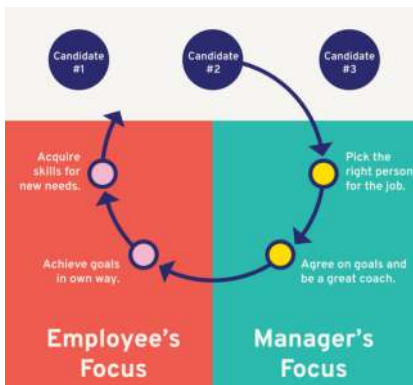 Candidate
#1
Candidate
#2
Candidate
#3
Acquire
skills for
new needs.
Pick the
right person
for the job.
Achieve goals
in own way.
Agree on goals and
be a great coach.
Employee's
Focus
Manager's
Focus